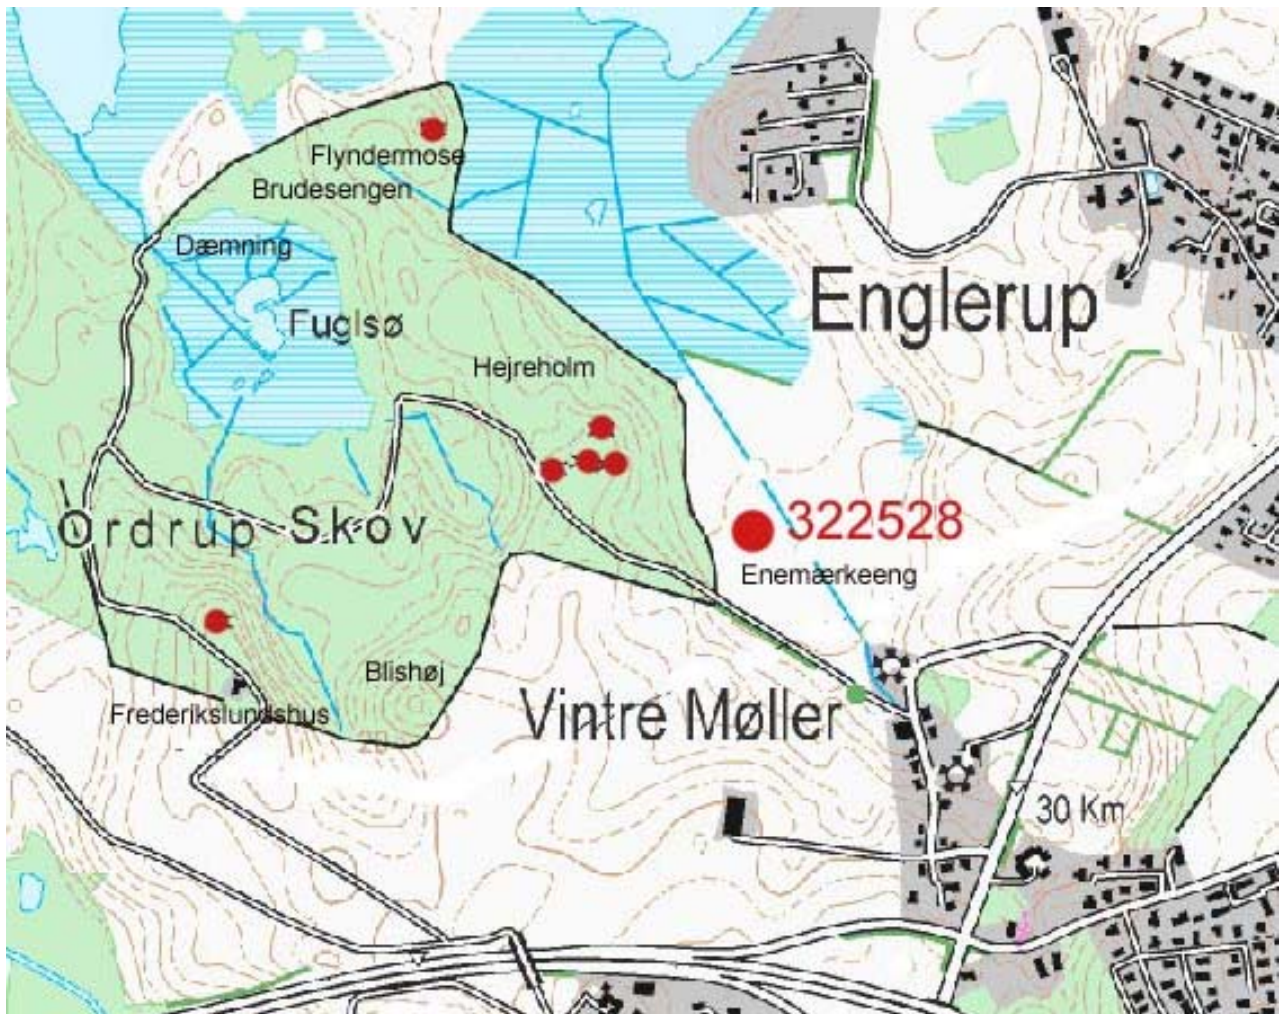 Flyndermose
Brudesengen
Dæmning
Englerup
Fuglsø
Hejreholm
322528
Ordrup Skov
Enemærkeeng
Blishøj
Vintre Møller
Frederikslundshus
30 Km